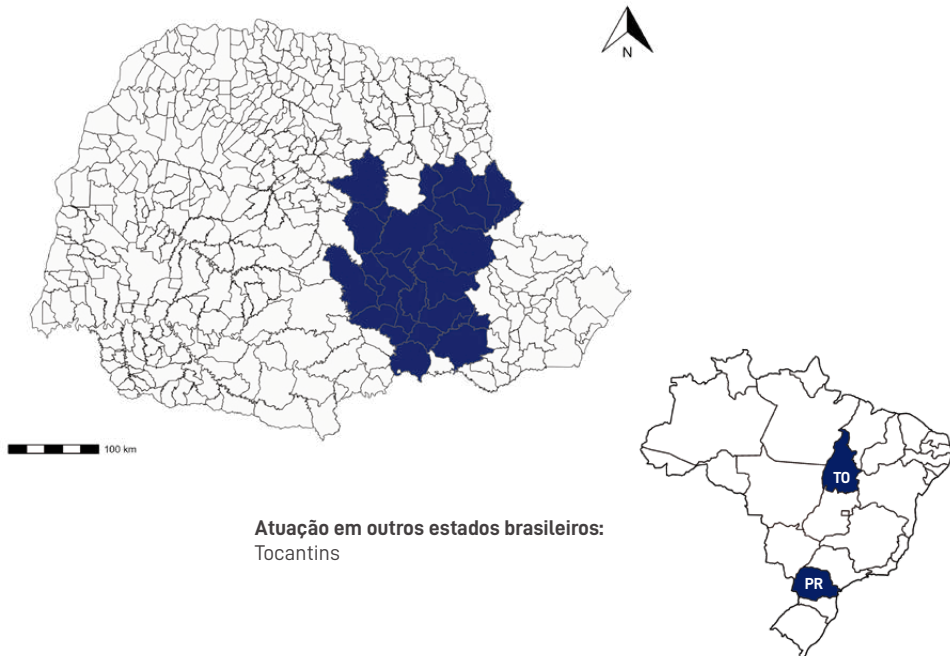 N
100 km
TO
Atuação em outros estados brasileiros:
Tocantins
PR